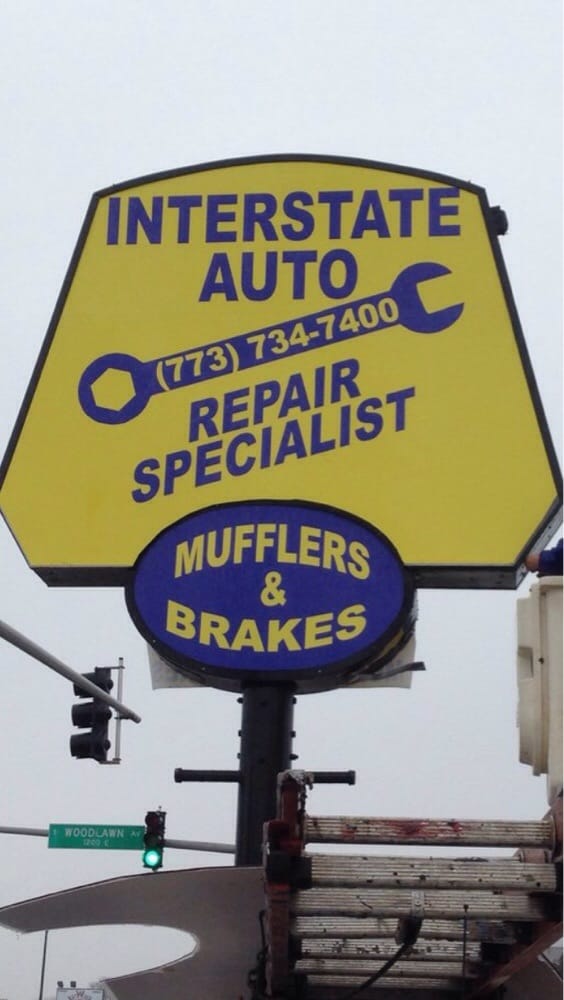 INTERSTATE
AUTO
(773) 734-7400
REPAIR
SPECIALIST
MUFFLERS
&
BRAKES
WOODLAWN AV
1200 E